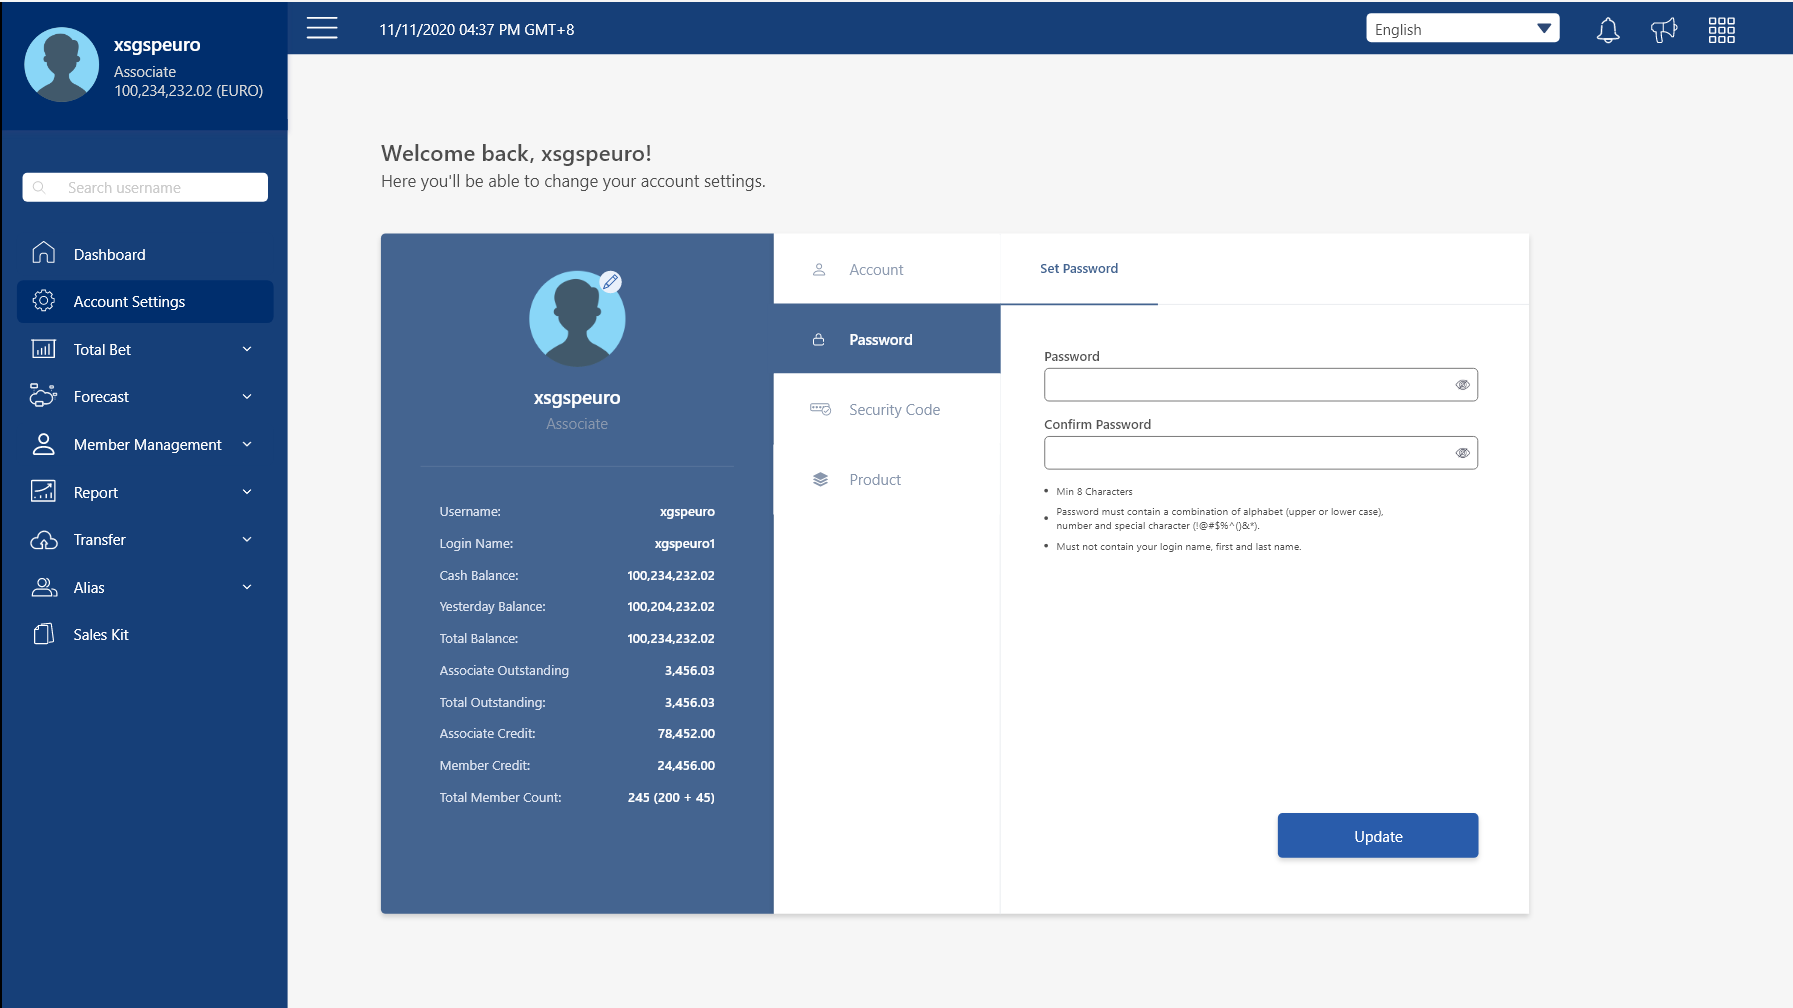 xsgspeuro
Associate
100,234,232.02 (EURO)
11/11/2020 04:37 PM GMT+8
English
Search username
Dashboard
Account Settings
Total Bet
Forecast
Member Management
Report
Transfer
Alias
Sales Kit
Welcome back, xsgspeuro!
Here you'll be able to change your account settings.
xsgspeuro
Associate
Username: xgspeuro
Login Name: xgspeuro1
Cash Balance: 100,234,232.02
Yesterday Balance: 100,204,232.02
Total Balance: 100,234,232.02
Associate Outstanding 3,456.03
Total Outstanding: 3,456.03
Associate Credit: 78,452.00
Member Credit: 24,456.00
Total Member Count: 245 (200 + 45)
Account
Password
Security Code
Product
Set Password
Password
Confirm Password
• Min 8 Characters
• Password must contain a combination of alphabet (upper or lower case),
number and special character (!@#$%^()&*).
• Must not contain your login name, first and last name.
Update